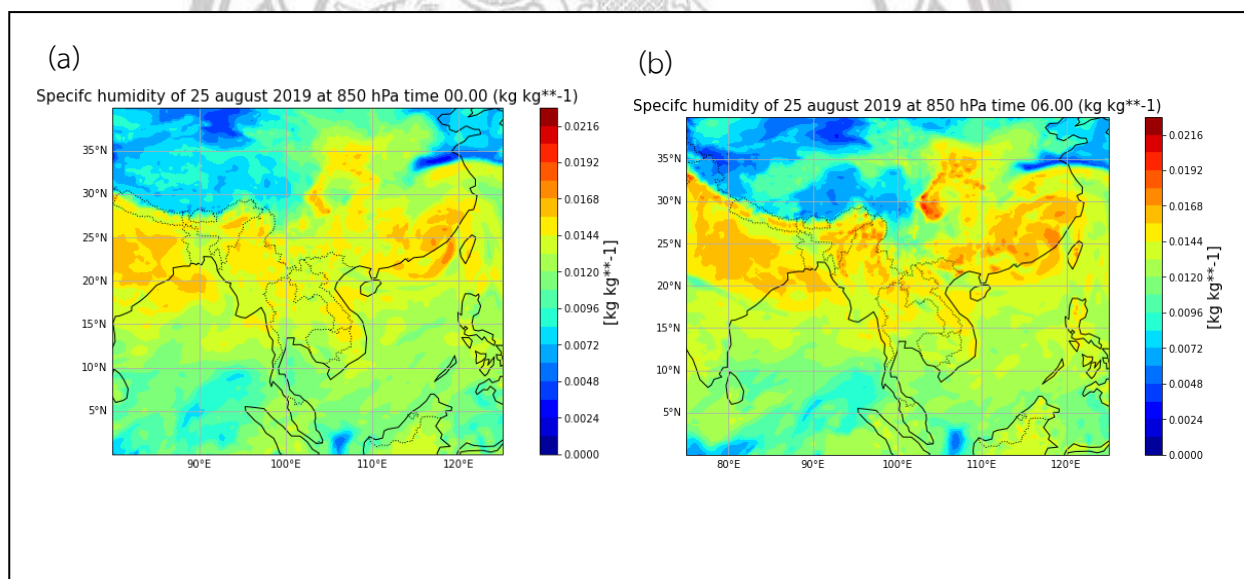 (a)
Specifc humidity of 25 august 2019 at 850 hPa time 00.00 (kg kg**-1)
35°N
30°N
25°N
20°N
15°N
10°N
5°N
90°E
100°E
110°E
120°E
0.0216
0.0192
0.0168
0.0144
0.0120
0.0096
0.0072
0.0048
0.0024
0.0000
[kg kg**-1]
(b)
Specifc humidity of 25 august 2019 at 850 hPa time 06.00 (kg kg**-1)
35°N
30°N
25°N
20°N
15°N
10°N
5°N
80°E
90°E
100°E
110°E
120°E
0.0216
0.0192
0.0168
0.0144
0.0120
0.0096
0.0072
0.0048
0.0024
0.0000
[kg kg**-1]